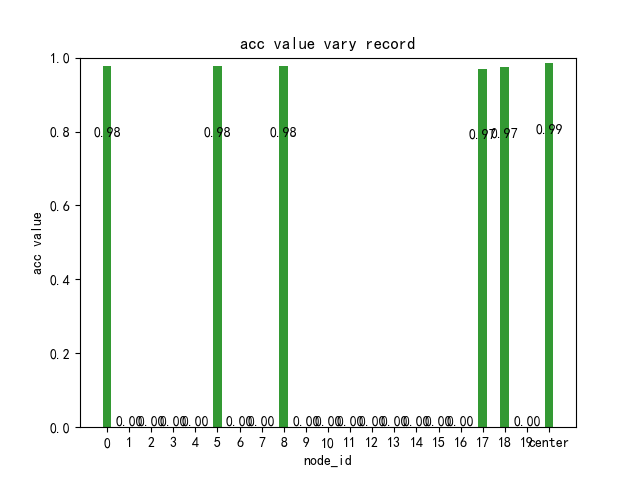 acc value vary record
1.0
0.8
0.6
0.4
0.2
0.0
acc value
0.98 0.98 0.98 0.97 0.97 0.99
0.00 0.00 0.00 0.00 0.00 0.00 0.00 0.00 0.00 0.00 0.00 0.00 0.00 0.00 0.00
0 1 2 3 4 5 6 7 8 9 10 11 12 13 14 15 16 17 18 19 center
node_id